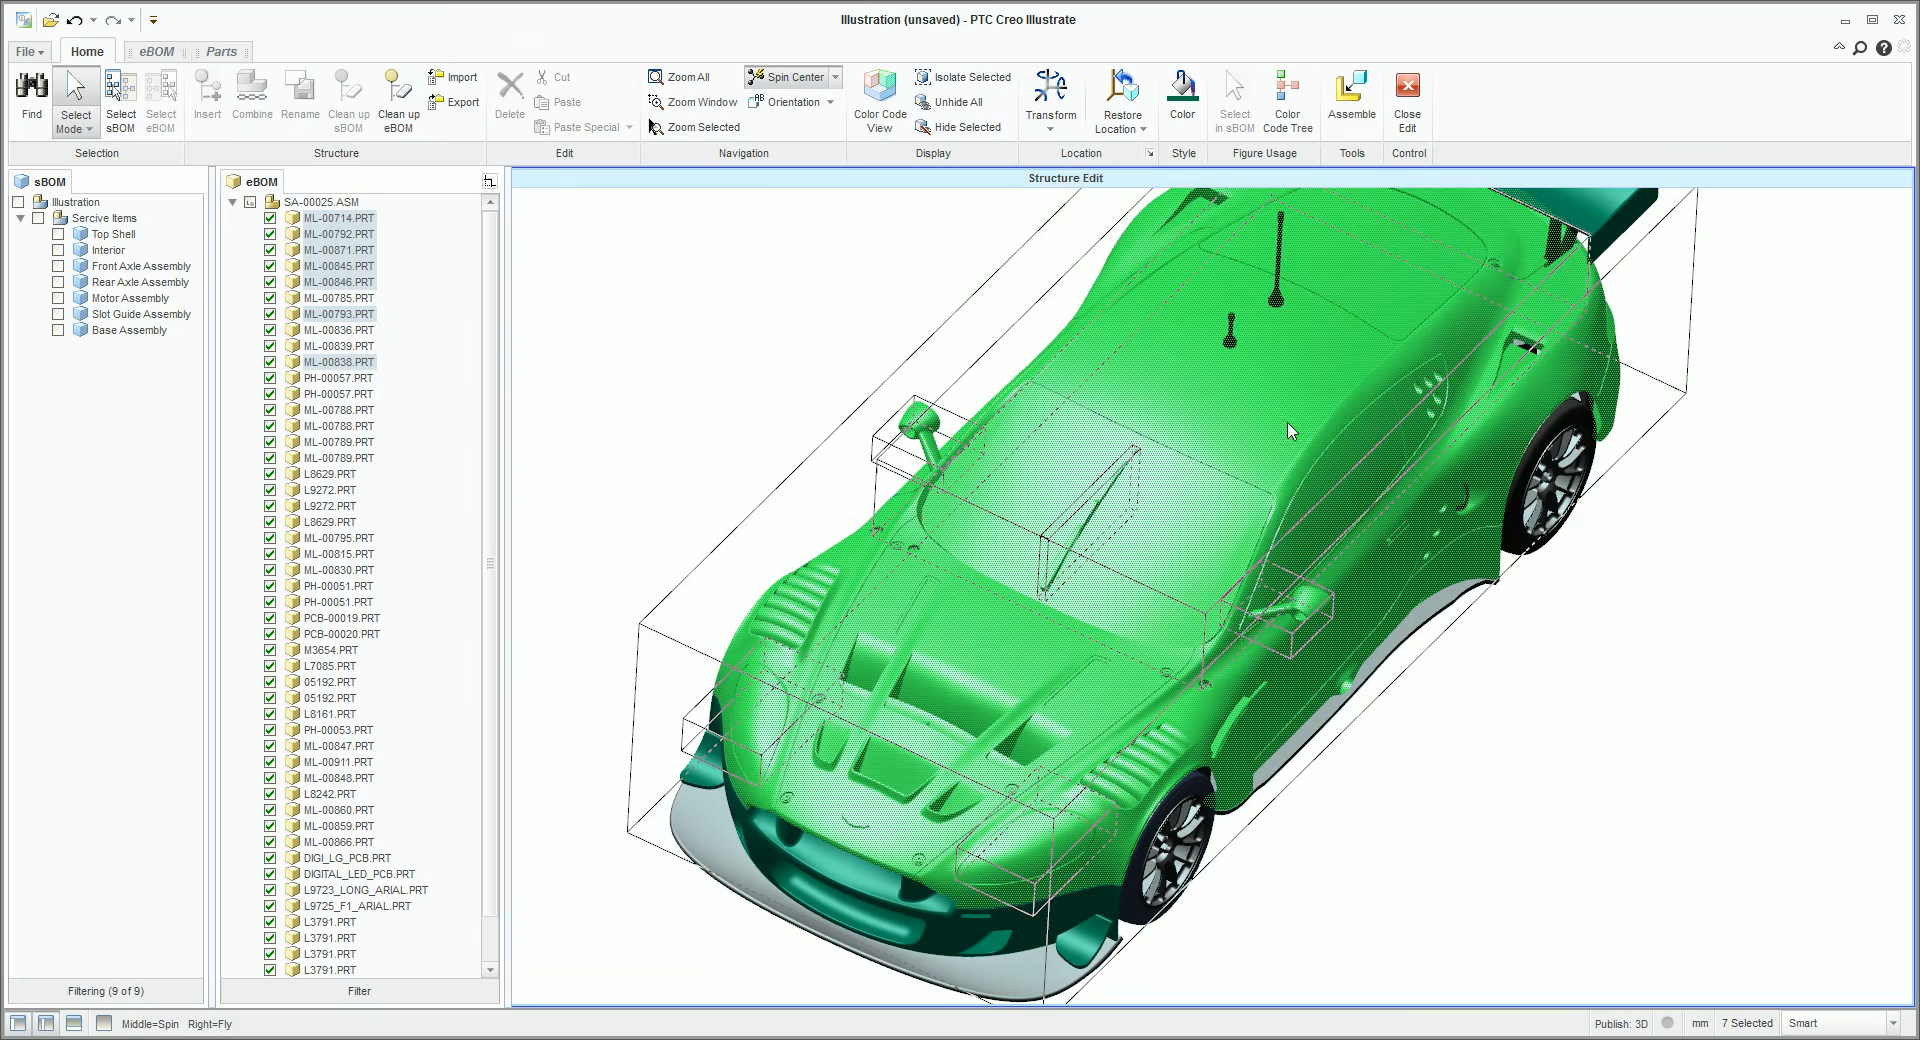 Illustration (unsaved) - PTC Creo Illustrate
File Home eBOM Parts
Find
Select Mode
Select sBOM
Select eBOM
Insert
Combine
Rename
Clean up sBOM
Clean up eBOM
Import
Export
Delete
Cut
Paste
Paste Special
Zoom All
Zoom Window
Zoom Selected
Spin Center
Orientation
Color Code View
Isolate Selected
Unhide All
Hide Selected
Transform
Restore Location
Color
Select in sBOM
Color Code Tree
Assemble
Close Edit
Selection Structure Edit Navigation Display Location Style Figure Usage Tools Control
sBOM
Illustration
Sercive Items
Top Shell
Interior
Front Axle Assembly
Rear Axle Assembly
Motor Assembly
Slot Guide Assembly
Base Assembly
Filtering (9 of 9)
eBOM
SA-00025.ASM
ML-00714.PRT
ML-00792.PRT
ML-00871.PRT
ML-00845.PRT
ML-00846.PRT
ML-00785.PRT
ML-00793.PRT
ML-00836.PRT
ML-00839.PRT
ML-00838.PRT
PH-00057.PRT
PH-00057.PRT
ML-00788.PRT
ML-00788.PRT
ML-00789.PRT
ML-00789.PRT
L8629.PRT
L9272.PRT
L9272.PRT
L8629.PRT
ML-00795.PRT
ML-00815.PRT
ML-00830.PRT
PH-00051.PRT
PH-00051.PRT
PCB-00019.PRT
PCB-00020.PRT
M3654.PRT
L7085.PRT
05192.PRT
05192.PRT
L8161.PRT
PH-00053.PRT
ML-00847.PRT
ML-00911.PRT
ML-00848.PRT
L8242.PRT
ML-00860.PRT
ML-00859.PRT
ML-00866.PRT
DIGI_LG_PCB.PRT
DIGITAL_LED_PCB.PRT
L9723_LONG_ARIAL.PRT
L9725_F1_ARIAL.PRT
L3791.PRT
L3791.PRT
L3791.PRT
L3791.PRT
Filter
Structure Edit
Middle=Spin Right=Fly
Publish: 3D
mm
7 Selected
Smart